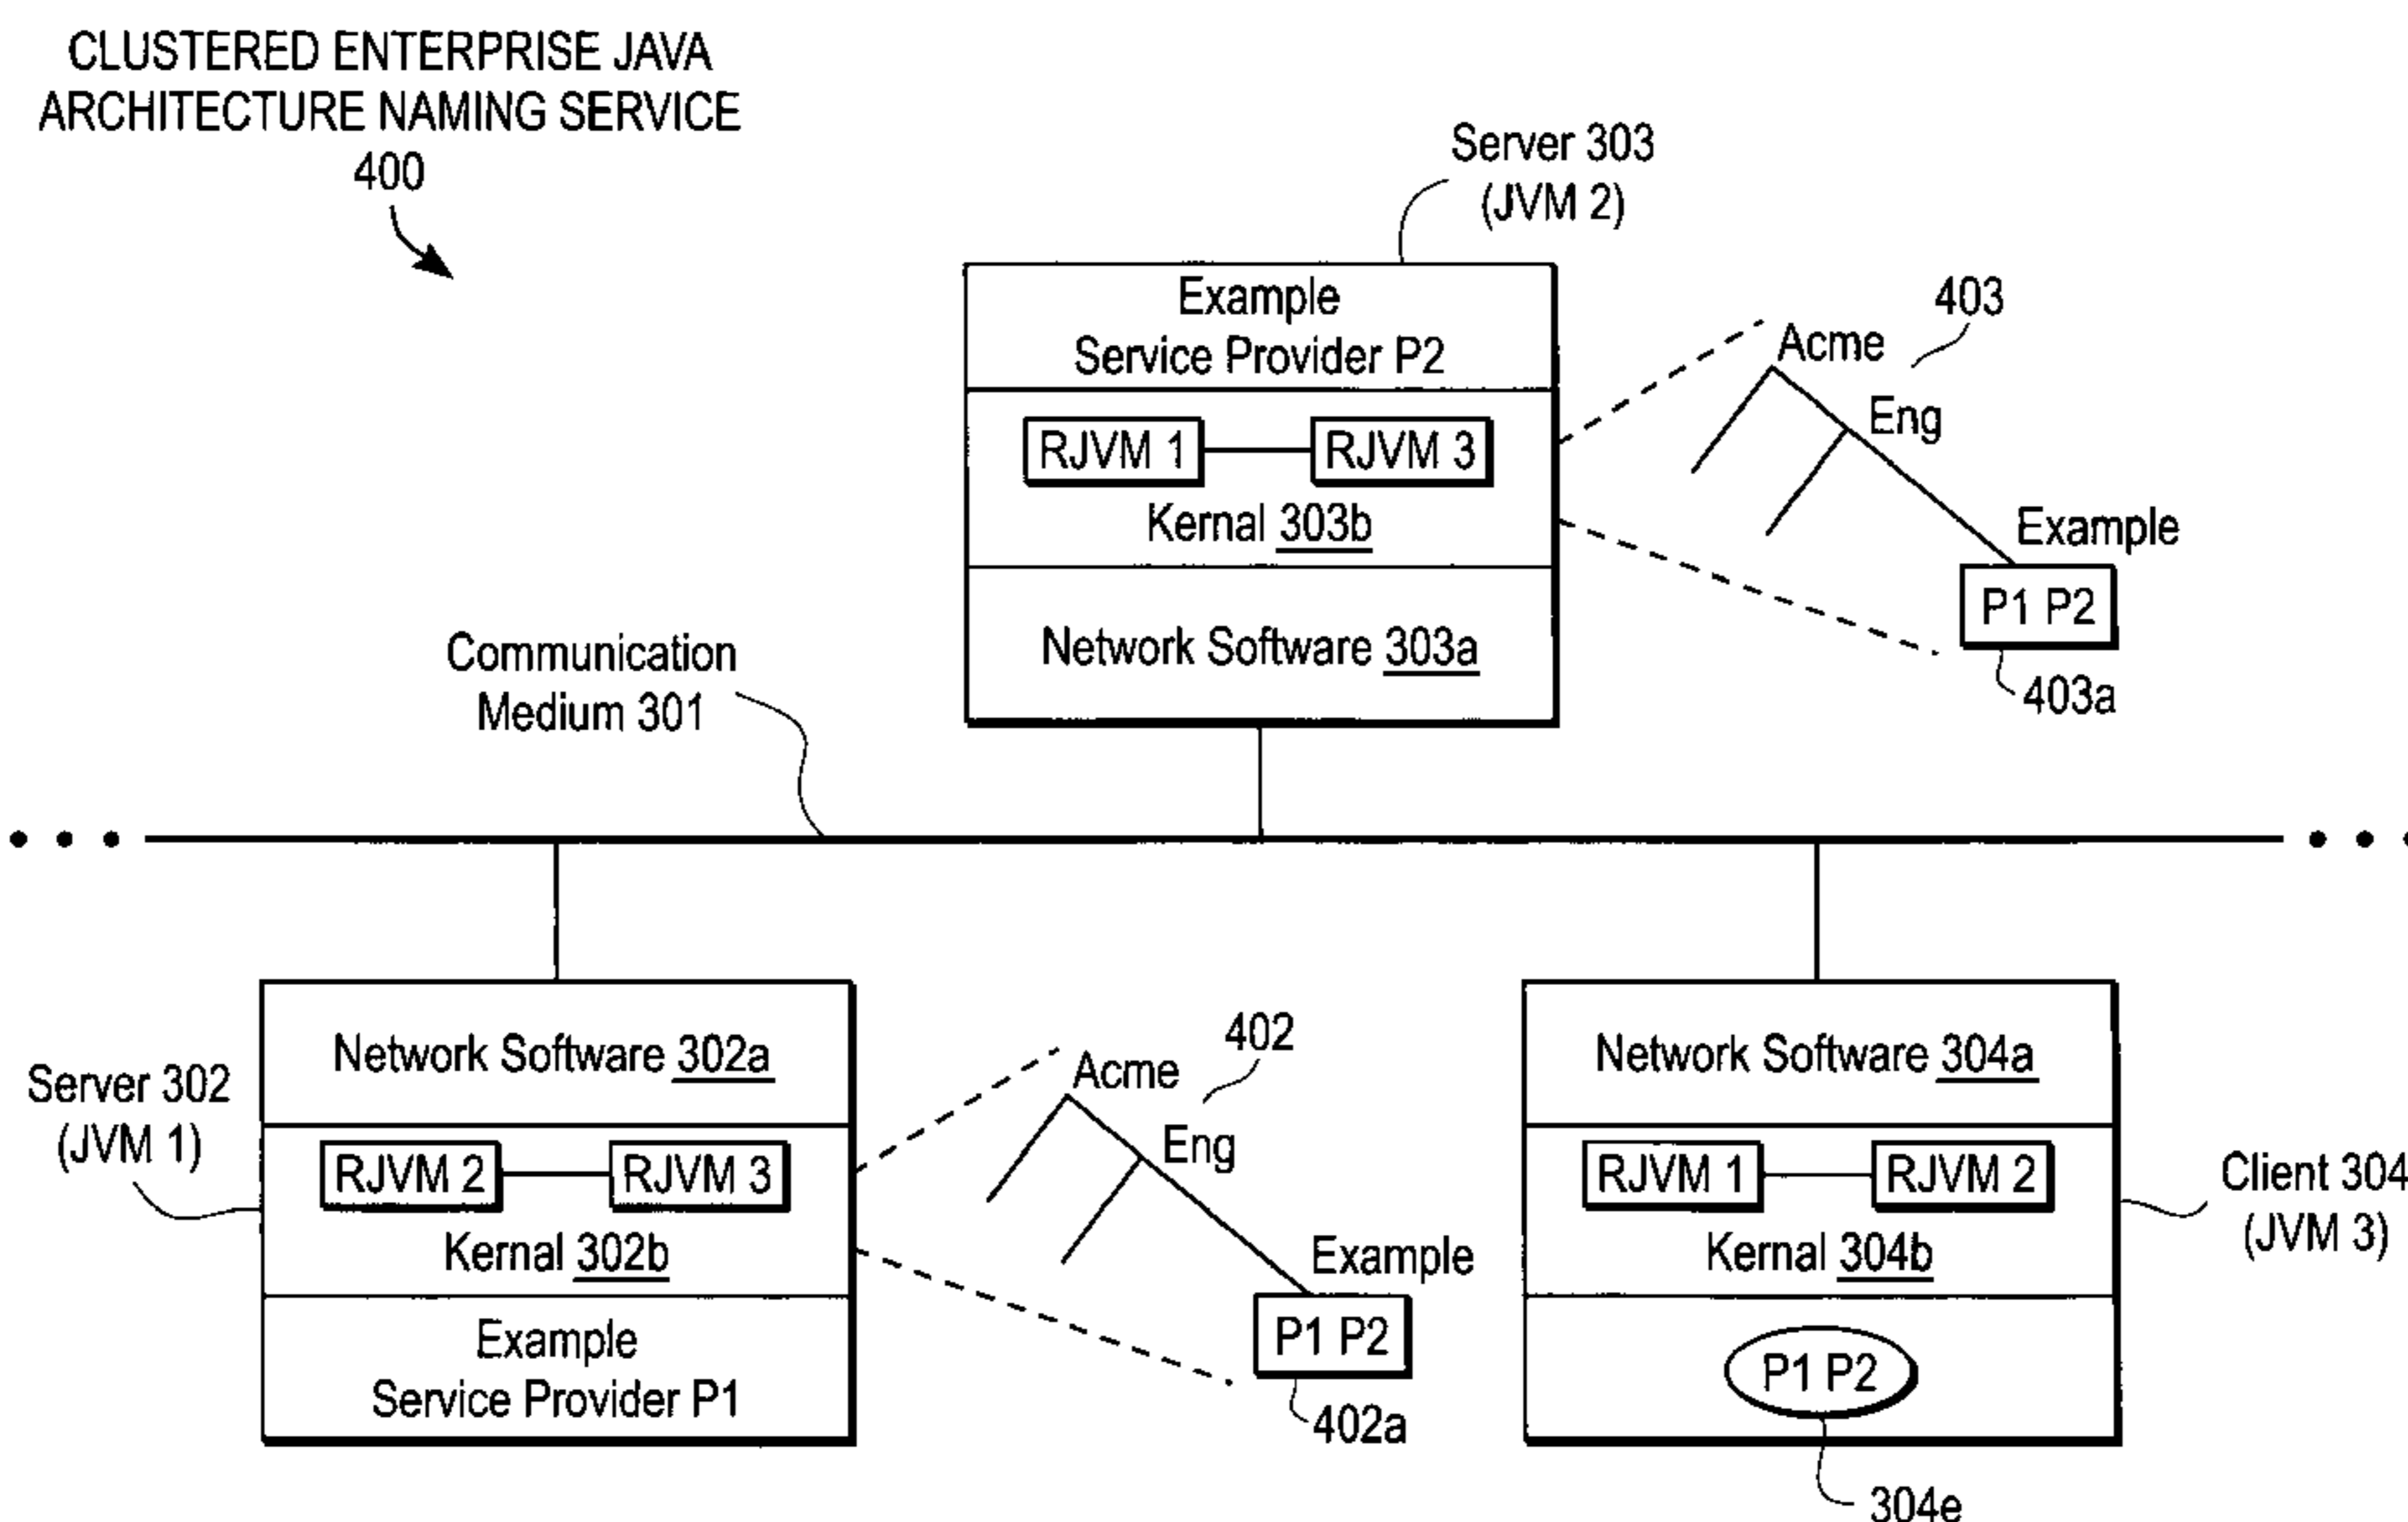 CLUSTERED ENTERPRISE JAVA
ARCHITECTURE NAMING SERVICE
400
Server 303
(JVM 2)
Example
Service Provider P2
RJVM 1
RJVM 3
Kernal 303b
Network Software 303a
403
Acme
Eng
Example
P1 P2
403a
Communication
Medium 301
Server 302
(JVM 1)
Network Software 302a
RJVM 2
RJVM 3
Kernal 302b
Example
Service Provider P1
402
Acme
Eng
Example
P1 P2
402a
Network Software 304a
RJVM 1
RJVM 2
Kernal 304b
P1 P2
304e
Client 304
(JVM 3)